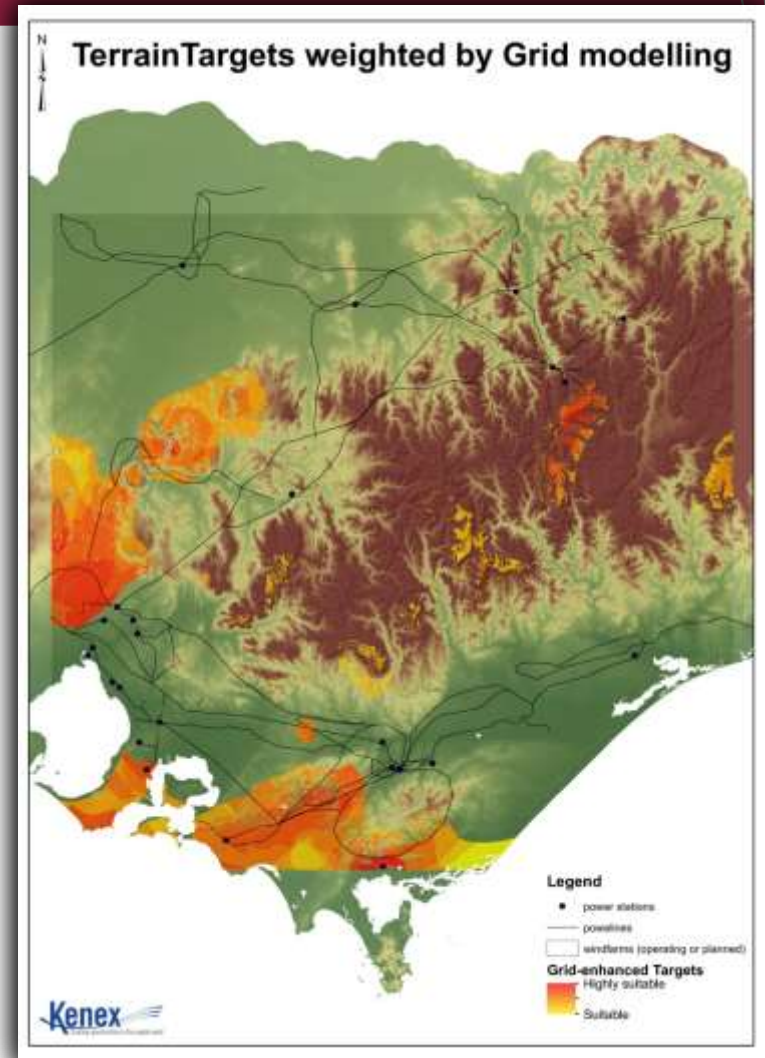 N
TerrainTargets weighted by Grid modelling
Legend
power stations
powelines
windfarms (operating or planned)
Grid-enhanced Targets
Highly suitable
Suitable
Kenex